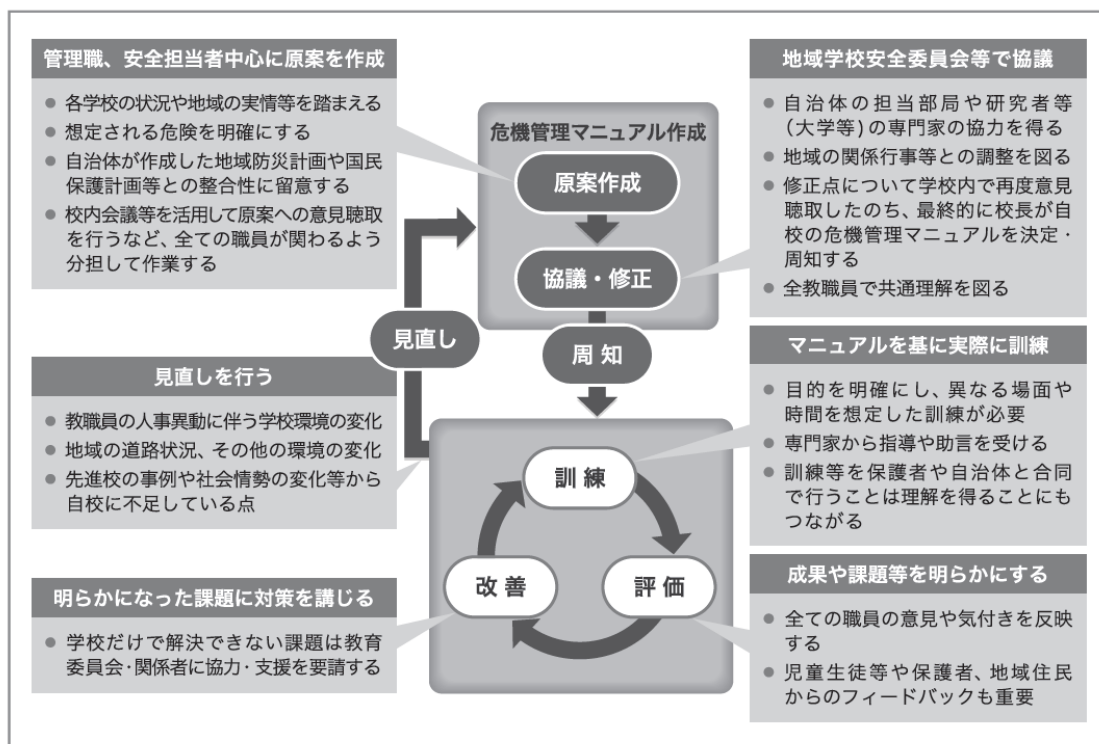 管理職、安全担当者中心に原案を作成
● 各学校の状況や地域の実情等を踏まえる
● 想定される危険を明確にする
● 自治体が作成した地域防災計画や国民
保護計画等との整合性に留意する
● 校内会議等を活用して原案への意見聴取
を行うなど、全ての職員が関わるよう
分担して作業する
危機管理マニュアル作成
原案作成
協議・修正
周知
見直し
地域学校安全委員会等で協議
● 自治体の担当部局や研究者等
（大学等）の専門家の協力を得る
● 地域の関係行事等との調整を図る
● 修正点について学校内で再度意見
聴取したのち、最終的に校長が自
校の危機管理マニュアルを決定・
周知する
● 全教職員で共通理解を図る
見直しを行う
● 教職員の人事異動に伴う学校環境の変化
● 地域の道路状況、その他の環境の変化
● 先進校の事例や社会情勢の変化等から
自校に不足している点
マニュアルを基に実際に訓練
● 目的を明確にし、異なる場面や
時間を想定した訓練が必要
● 専門家から指導や助言を受ける
● 訓練等を保護者や自治体と合同
で行うことは理解を得ることにも
つながる
訓練
評価
改善
明らかになった課題に対策を講じる
● 学校だけで解決できない課題は教育
委員会・関係者に協力・支援を要請する
成果や課題等を明らかにする
● 全ての職員の意見や気付きを反映
する
● 児童生徒等や保護者、地域住民
からのフィードバックも重要